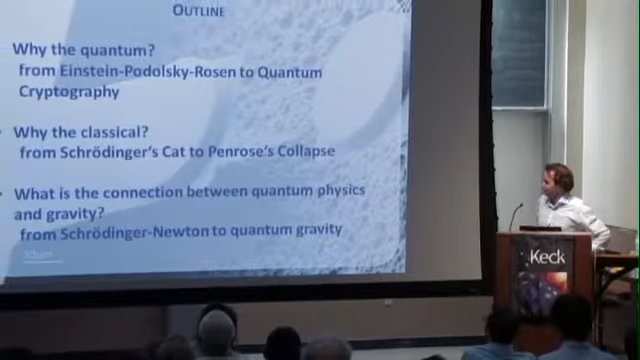 OUTLINE
Why the quantum?
from Einstein-Podolsky-Rosen to Quantum
Cryptography
Why the classical?
from Schrödinger's Cat to Penrose's Collapse
What is the connection between quantum physics
and gravity?
from Schrödinger-Newton to quantum gravity
Keck